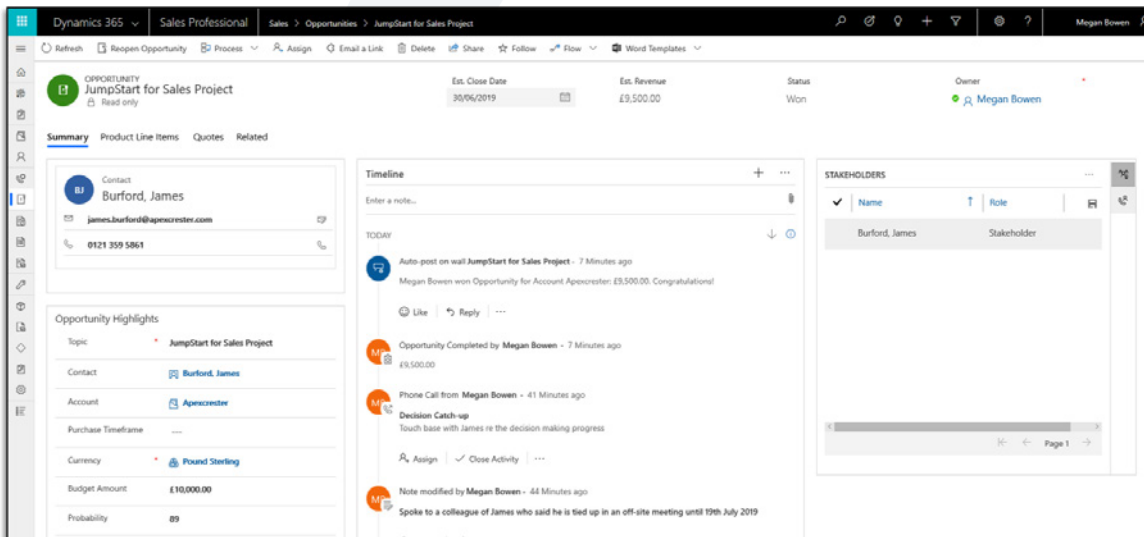 Dynamics 365 Sales Professional Sales > Opportunities > JumpStart for Sales Project Megan Bowen
Refresh Reopen Opportunity Process Assign Email a Link Delete Share Follow Flow Word Templates
OPPORTUNITY
JumpStart for Sales Project
Read only
Est. Close Date
30/06/2019
Est. Revenue
£9,500.00
Status
Won
Owner
Megan Bowen
Summary Product Line Items Quotes Related
BJ
Contact
Burford, James
james.burford@apexcrester.com
0121 359 5861
Opportunity Highlights
Topic * JumpStart for Sales Project
Contact Burford, James
Account Apexcrester
Purchase Timeframe ---
Currency * Pound Sterling
Budget Amount £10,000.00
Probability 89
Timeline
Enter a note...
TODAY
Auto-post on wall JumpStart for Sales Project - 7 Minutes ago
Megan Bowen won Opportunity for Account Apexcrester: £9,500.00. Congratulations!
Like Reply ...
Opportunity Completed by Megan Bowen - 7 Minutes ago
£9,500.00
Phone Call from Megan Bowen - 41 Minutes ago
Decision Catch-up
Touch base with James re the decision making progress
Assign Close Activity ...
Note modified by Megan Bowen - 44 Minutes ago
Spoke to a colleague of James who said he is tied up in an off-site meeting until 19th July 2019
STAKEHOLDERS
Name Role
Burford, James Stakeholder
Page 1